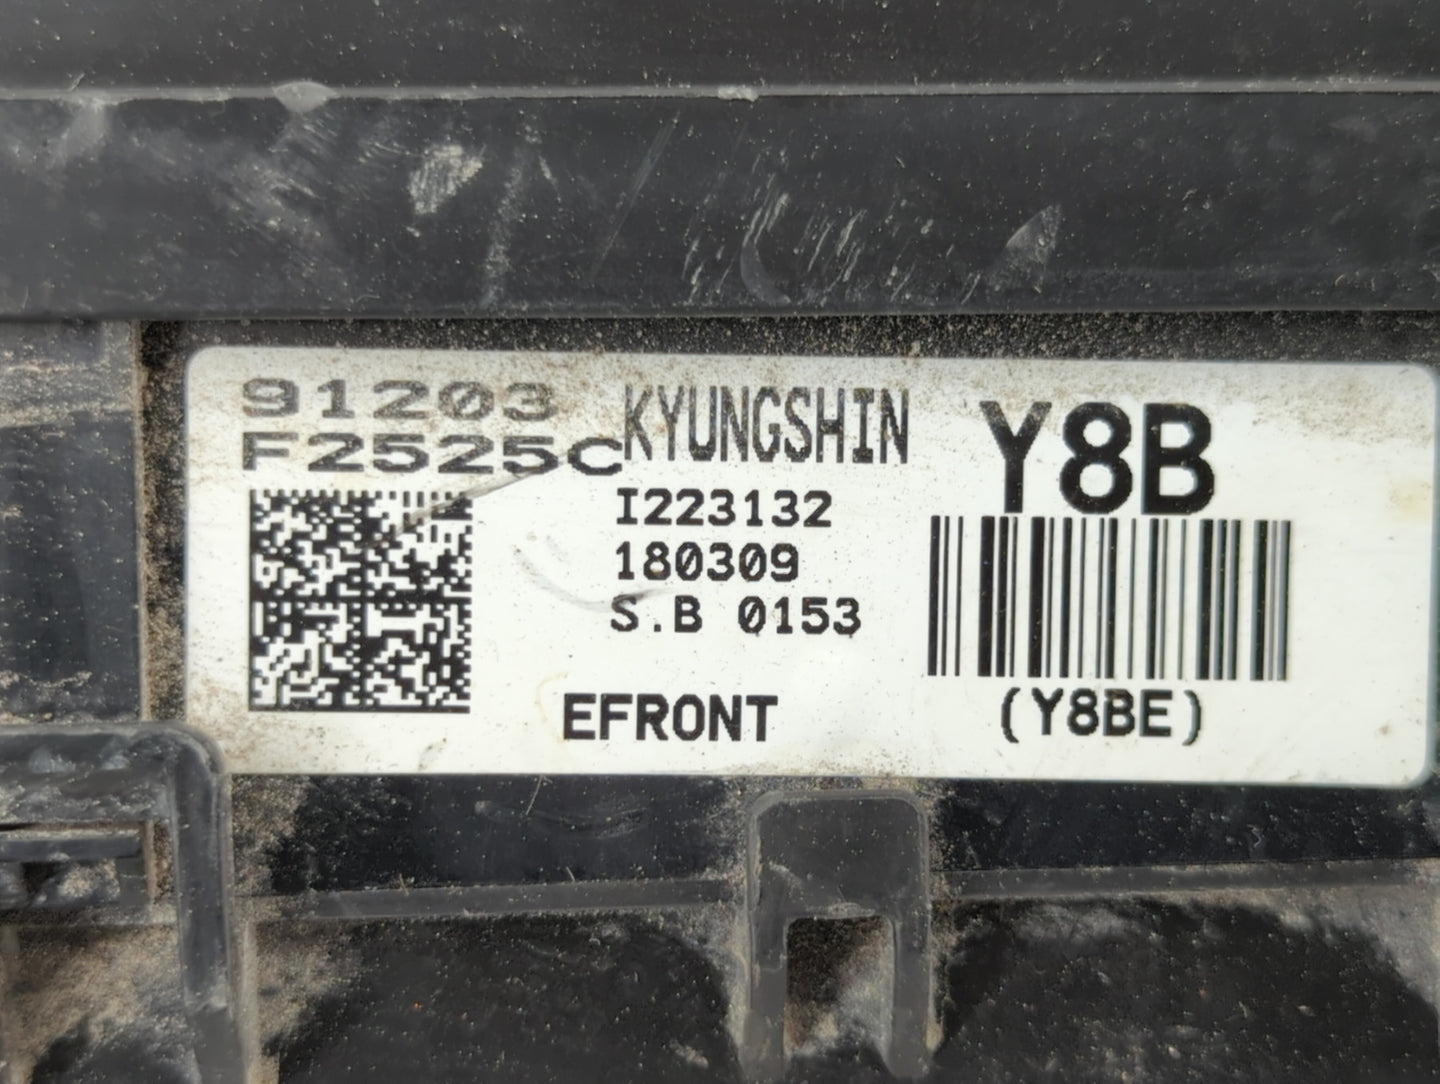 91203
F2525C
KYUNGSHIN
I223132
180309
S.B 0153
EFRONT
Y8B
(Y8BE)